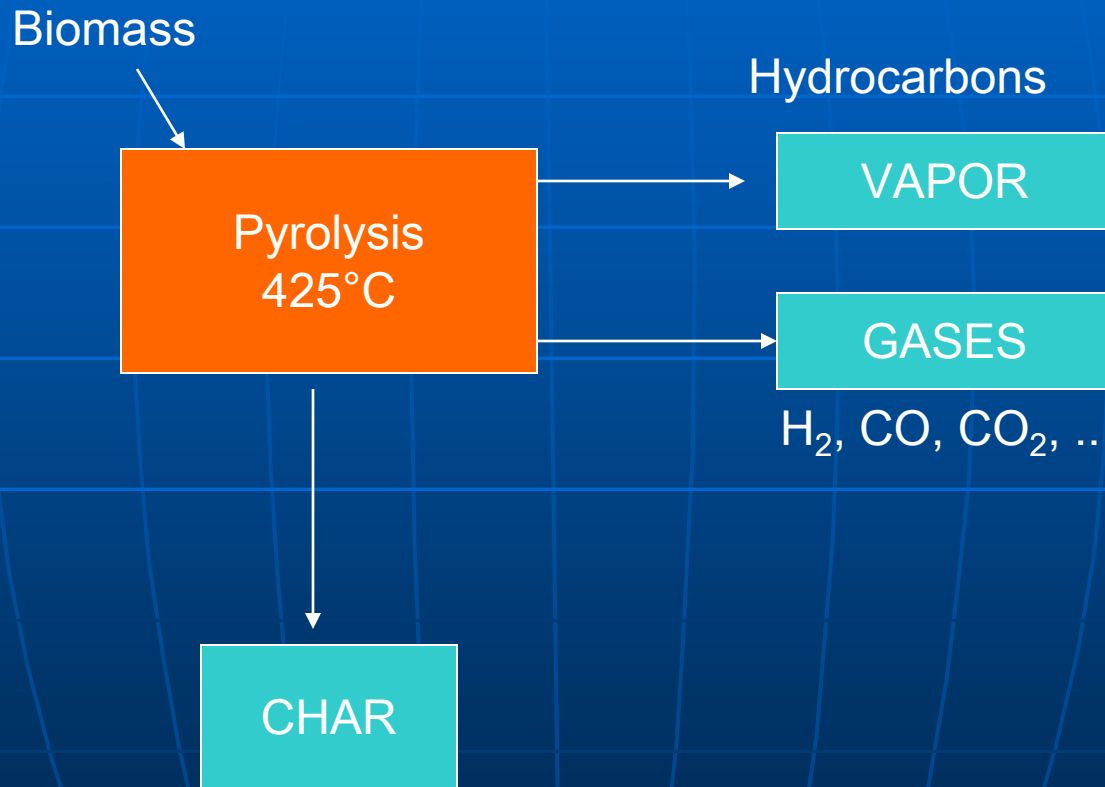 Biomass
Hydrocarbons
VAPOR
Pyrolysis
425°C
GASES
H₂, CO, CO₂, ..
CHAR